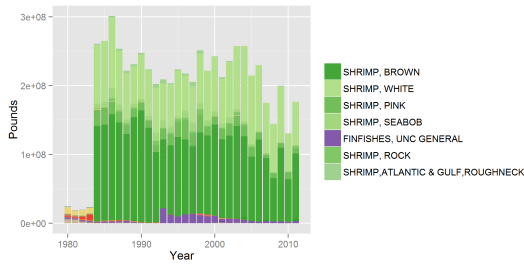 3e+08
2e+08
1e+08
0e+00
Pounds
1980
1990
2000
2010
Year
SHRIMP, BROWN
SHRIMP, WHITE
SHRIMP, PINK
SHRIMP, SEABOB
FINFISHES, UNC GENERAL
SHRIMP, ROCK
SHRIMP,ATLANTIC & GULF,ROUGHNECK